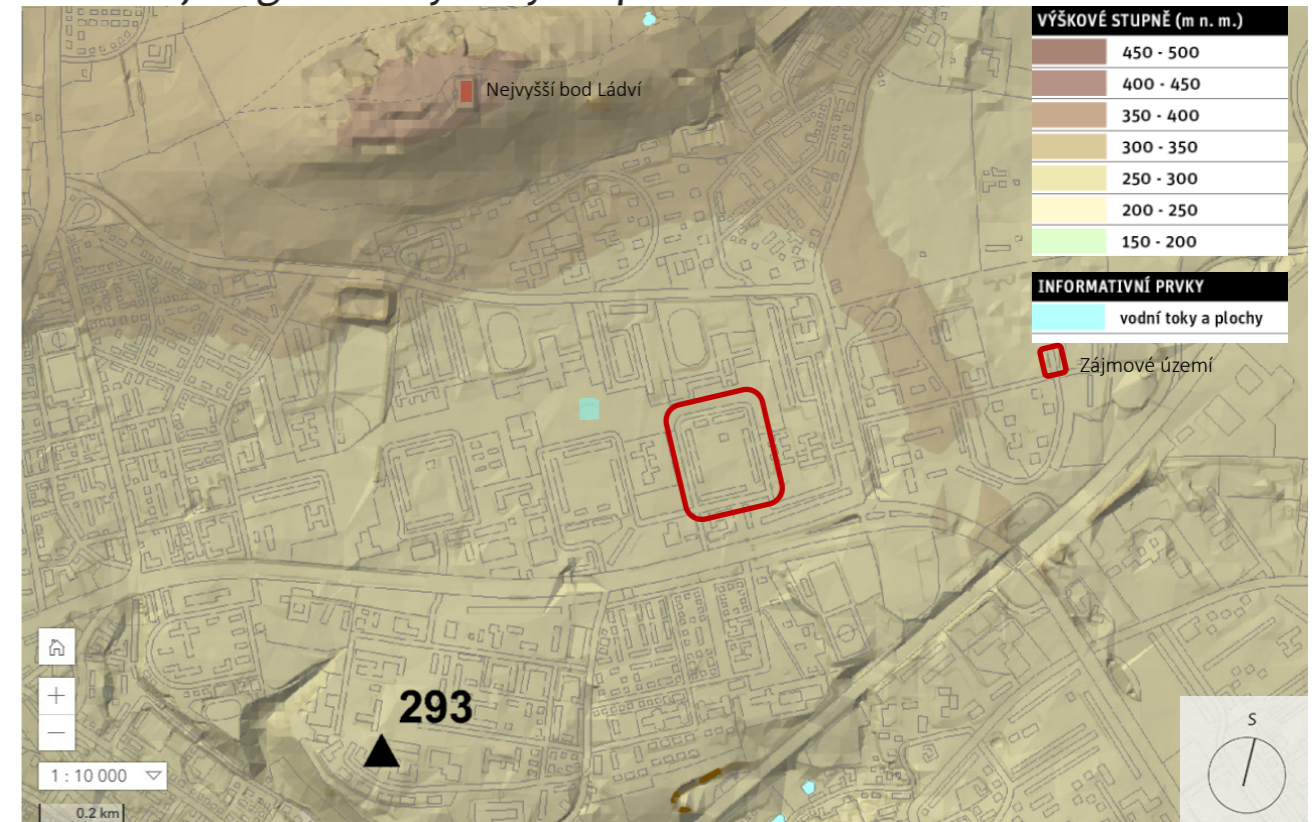 VÝŠKOVÉ STUPNĚ (m n. m.)
450 - 500
400 - 450
350 - 400
300 - 350
250 - 300
200 - 250
150 - 200
INFORMATIVNÍ PRVKY
vodní toky a plochy
Zájmové území
Nejvyšší bod Ládví
293
1 : 10 000
0.2 km
S